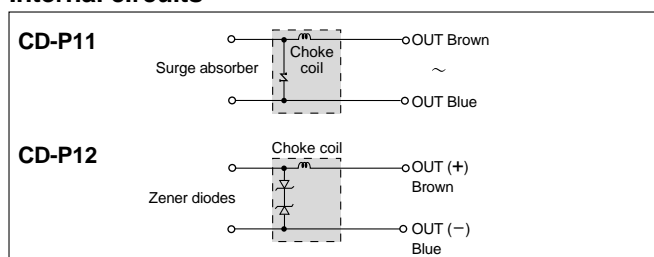 Internal circuits
CD-P11
Choke
coil
OUT Brown
Surge absorber
~
OUT Blue
CD-P12
Choke coil
OUT (+)
Brown
Zener diodes
OUT (−)
Blue